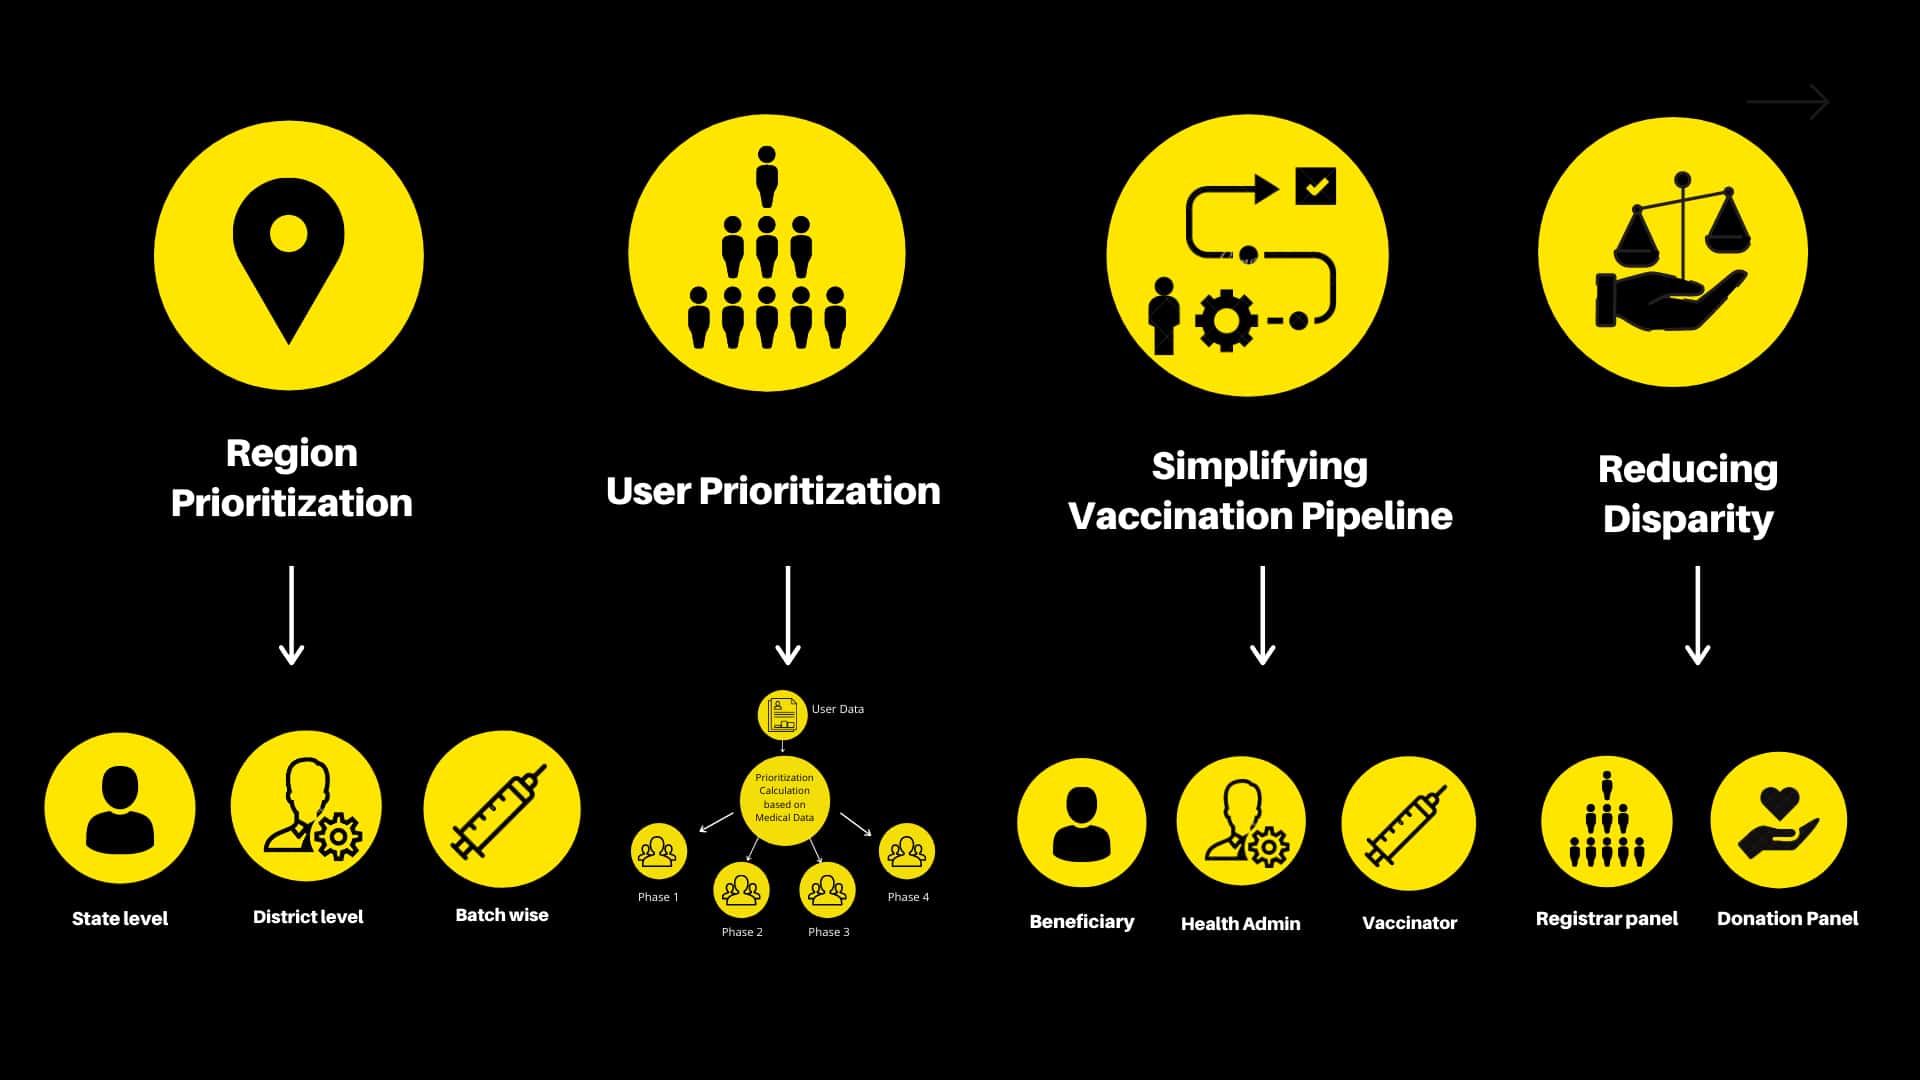 Region
Prioritization
User Prioritization
Simplifying
Vaccination Pipeline
Reducing
Disparity
State level
District level
Batch wise
User Data
Prioritization
Calculation
based on
Medical Data
Phase 1
Phase 2
Phase 3
Phase 4
Beneficiary
Health Admin
Vaccinator
Registrar panel
Donation Panel